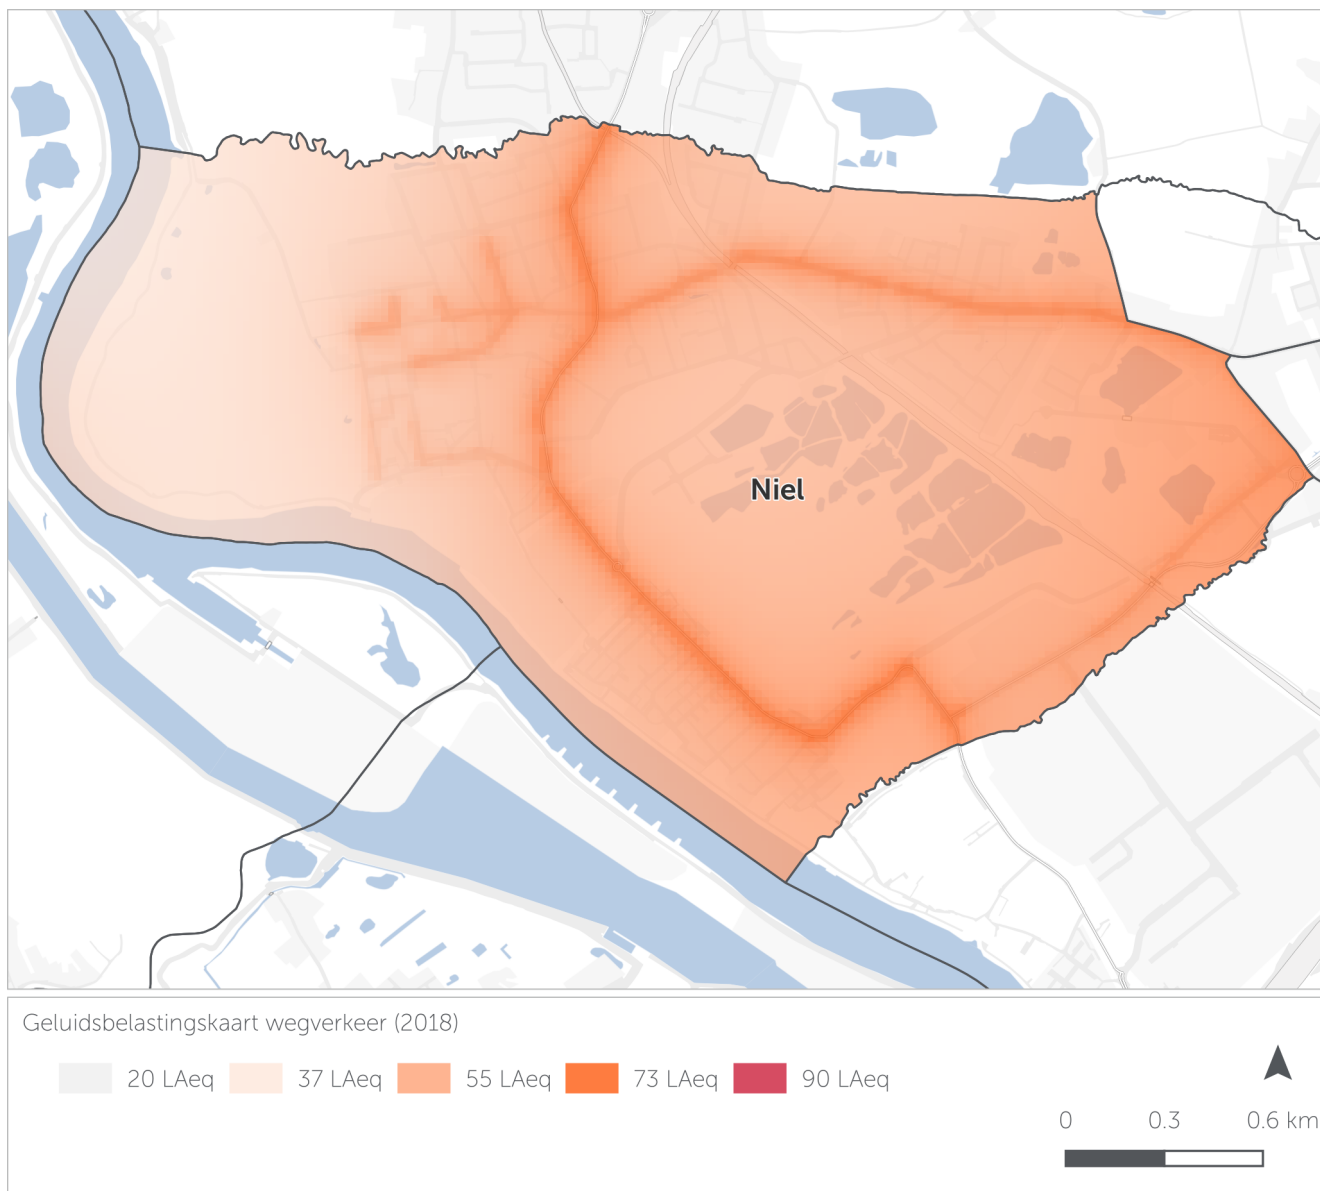 Niel
Geluidsbelastingskaart wegverkeer (2018)
20 LAeq 37 LAeq 55 LAeq 73 LAeq 90 LAeq
0 0.3 0.6 km